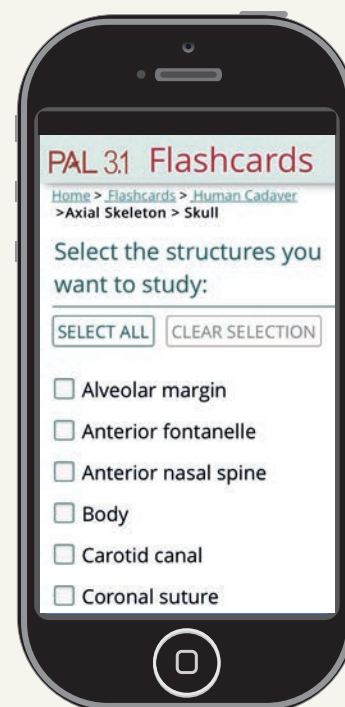 PAL 3.1 Flashcards
Home > Flashcards > Human Cadaver
>Axial Skeleton > Skull
Select the structures you
want to study:
SELECT ALL CLEAR SELECTION
Alveolar margin
Anterior fontanelle
Anterior nasal spine
Body
Carotid canal
Coronal suture